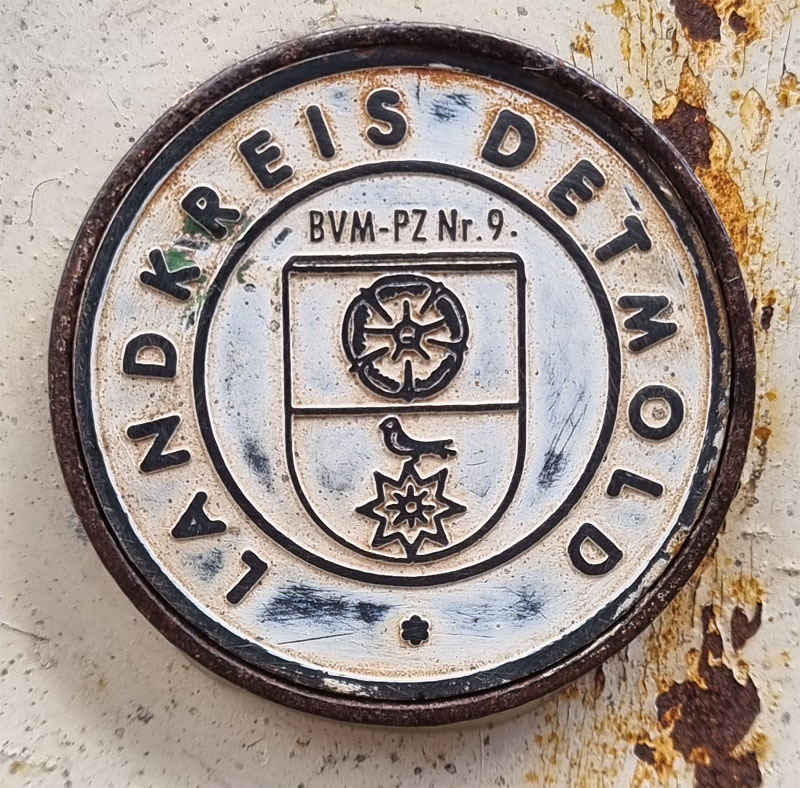 LANDKREIS DETMOLD
BVM-PZ Nr. 9.